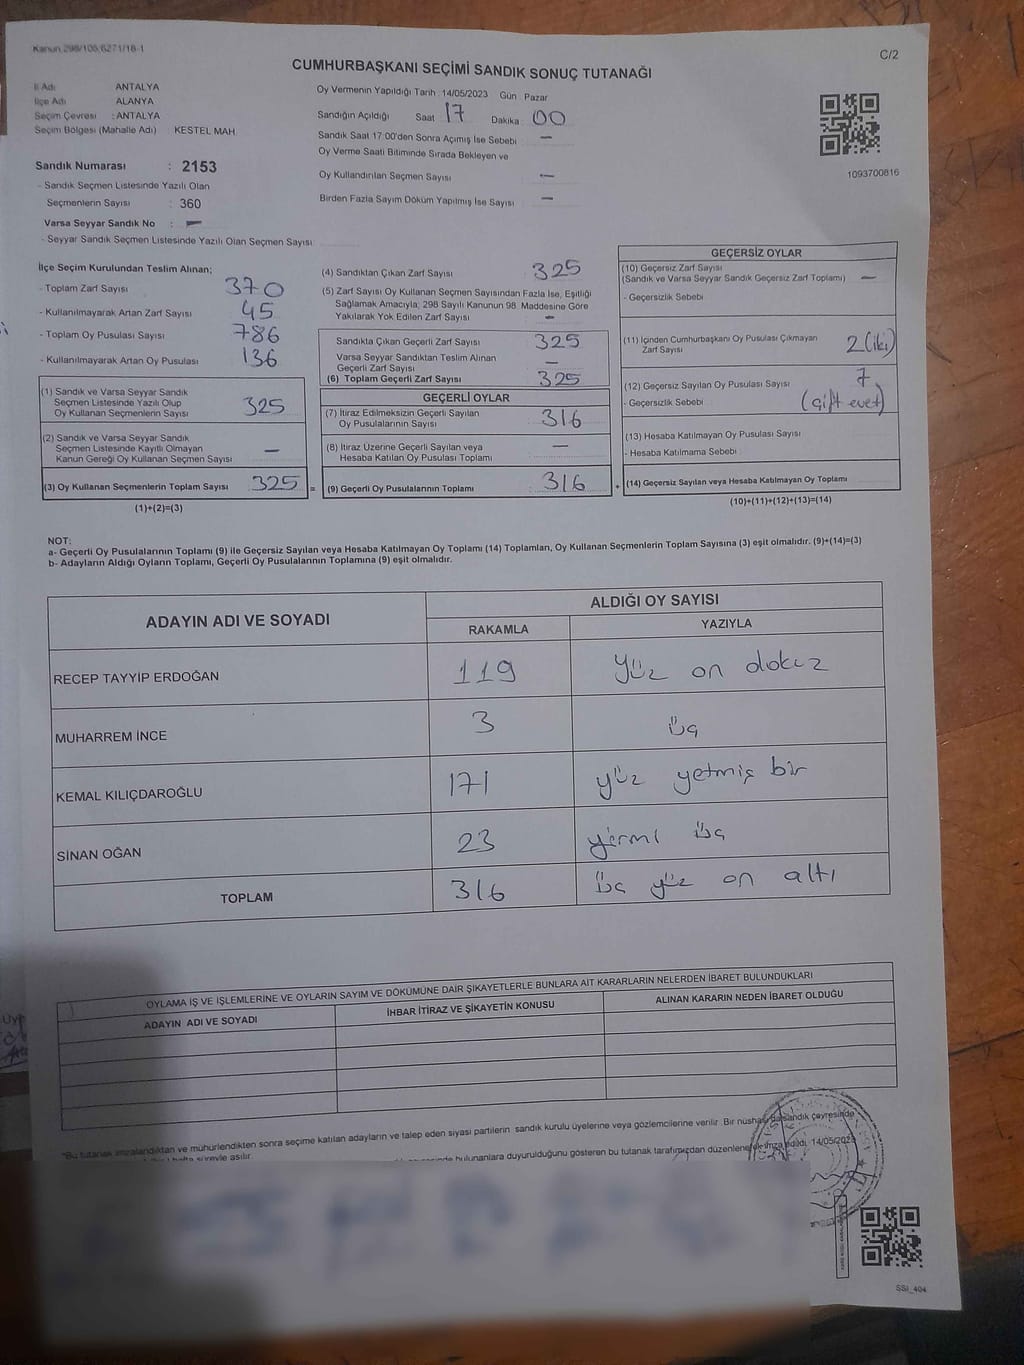 Kanun 298/105;6271/18-1
C/2
CUMHURBAŞKANI SEÇİMİ SANDIK SONUÇ TUTANAĞI
İl Adı ANTALYA
İlçe Adı ALANYA
Seçim Çevresi : ANTALYA
Seçim Bölgesi (Mahalle Adı) KESTEL MAH
Sandık Numarası : 2153
- Sandık Seçmen Listesinde Yazılı Olan
Seçmenlerin Sayısı : 360
Varsa Seyyar Sandık No : -
- Seyyar Sandık Seçmen Listesinde Yazılı Olan Seçmen Sayısı
Oy Vermenin Yapıldığı Tarih : 14/05/2023 Gün : Pazar
Sandığın Açıldığı Saat 17 Dakika 00
Sandık Saat 17:00'den Sonra Açımış İse Sebebi -
Oy Verme Saati Bitiminde Sırada Bekleyen ve
Oy Kullandırılan Seçmen Sayısı -
Birden Fazla Sayım Döküm Yapılmış İse Sayısı -
1093700816
İlçe Seçim Kurulundan Teslim Alınan;
- Toplam Zarf Sayısı 370
- Kullanılmayarak Artan Zarf Sayısı 45
- Toplam Oy Pusulası Sayısı 786
- Kullanılmayarak Artan Oy Pusulası 136
(1) Sandık ve Varsa Seyyar Sandık
Seçmen Listesinde Yazılı Olup
Oy Kullanan Seçmenlerin Sayısı 325
(2) Sandık ve Varsa Seyyar Sandık
Seçmen Listesinde Kayıtlı Olmayan
Kanun Gereği Oy Kullanan Seçmen Sayısı -
(3) Oy Kullanan Seçmenlerin Toplam Sayısı 325 =
(1)+(2)=(3)
(4) Sandıktan Çıkan Zarf Sayısı 325
(5) Zarf Sayısı Oy Kullanan Seçmen Sayısından Fazla İse, Eşitliği
Sağlamak Amacıyla; 298 Sayılı Kanunun 98. Maddesine Göre
Yakılarak Yok Edilen Zarf Sayısı -
Sandıkta Çıkan Geçerli Zarf Sayısı 325
Varsa Seyyar Sandıktan Teslim Alınan
Geçerli Zarf Sayısı -
(6) Toplam Geçerli Zarf Sayısı 325
GEÇERLİ OYLAR
(7) İtiraz Edilmeksizin Geçerli Sayılan
Oy Pusulalarının Sayısı 316
(8) İtiraz Üzerine Geçerli Sayılan veya
Hesaba Katılan Oy Pusulası Toplamı -
(9) Geçerli Oy Pusulalarının Toplamı 316 +
GEÇERSİZ OYLAR
(10) Geçersiz Zarf Sayısı
(Sandık ve Varsa Seyyar Sandık Geçersiz Zarf Toplamı) -
- Geçersizlik Sebebi
(11) İçinden Cumhurbaşkanı Oy Pusulası Çıkmayan
Zarf Sayısı 2 (iki)
(12) Geçersiz Sayılan Oy Pusulası Sayısı 7
- Geçersizlik Sebebi (çift evet)
(13) Hesaba Katılmayan Oy Pusulası Sayısı
- Hesaba Katılmama Sebebi
(14) Geçersiz Sayılan veya Hesaba Katılmayan Oy Toplamı
(10)+(11)+(12)+(13)=(14)
NOT:
a- Geçerli Oy Pusulalarının Toplamı (9) ile Geçersiz Sayılan veya Hesaba Katılmayan Oy Toplamı (14) Toplamları, Oy Kullanan Seçmenlerin Toplam Sayısına (3) eşit olmalıdır. (9)+(14)=(3)
b- Adayların Aldığı Oyların Toplamı, Geçerli Oy Pusulalarının Toplamına (9) eşit olmalıdır.
ADAYIN ADI VE SOYADI ALDIĞI OY SAYISI
RAKAMLA YAZIYLA
RECEP TAYYİP ERDOĞAN 119 Yüz on dokuz
MUHARREM İNCE 3 üç
KEMAL KILIÇDAROĞLU 171 yüz yetmiş bir
SİNAN OĞAN 23 yirmi üç
TOPLAM 316 üç yüz on altı
OYLAMA İŞ VE İŞLEMLERİNE VE OYLARIN SAYIM VE DÖKÜMÜNE DAİR ŞİKAYETLERLE BUNLARA AİT KARARLARIN NELERDEN İBARET BULUNDUKLARI
ADAYIN ADI VE SOYADI İHBAR İTİRAZ VE ŞİKAYETİN KONUSU ALINAN KARARIN NEDEN İBARET OLDUĞU
"Bu tutanak imzalandıktan ve mühürlendikten sonra seçime katılan adayların ve talep eden siyasi partilerin sandık kurulu üyelerine veya gözlemcilerine verilir. Bir nüshası da sandık çevresinde
hafta süreyle asılır. bulunanlara duyurulduğunu gösteren bu tutanak tarafımızdan düzenlenerek imza edildi. 14/05/2023
SSI_404